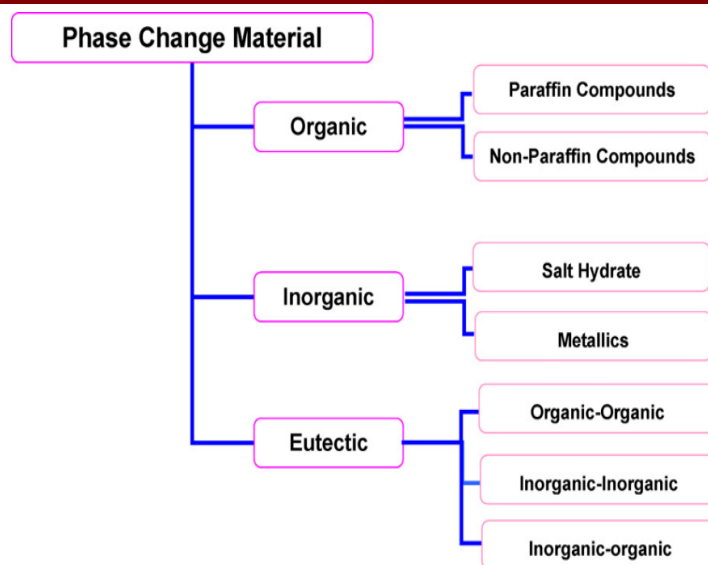 Phase Change Material
Organic
Paraffin Compounds
Non-Paraffin Compounds
Inorganic
Salt Hydrate
Metallics
Eutectic
Organic-Organic
Inorganic-Inorganic
Inorganic-organic